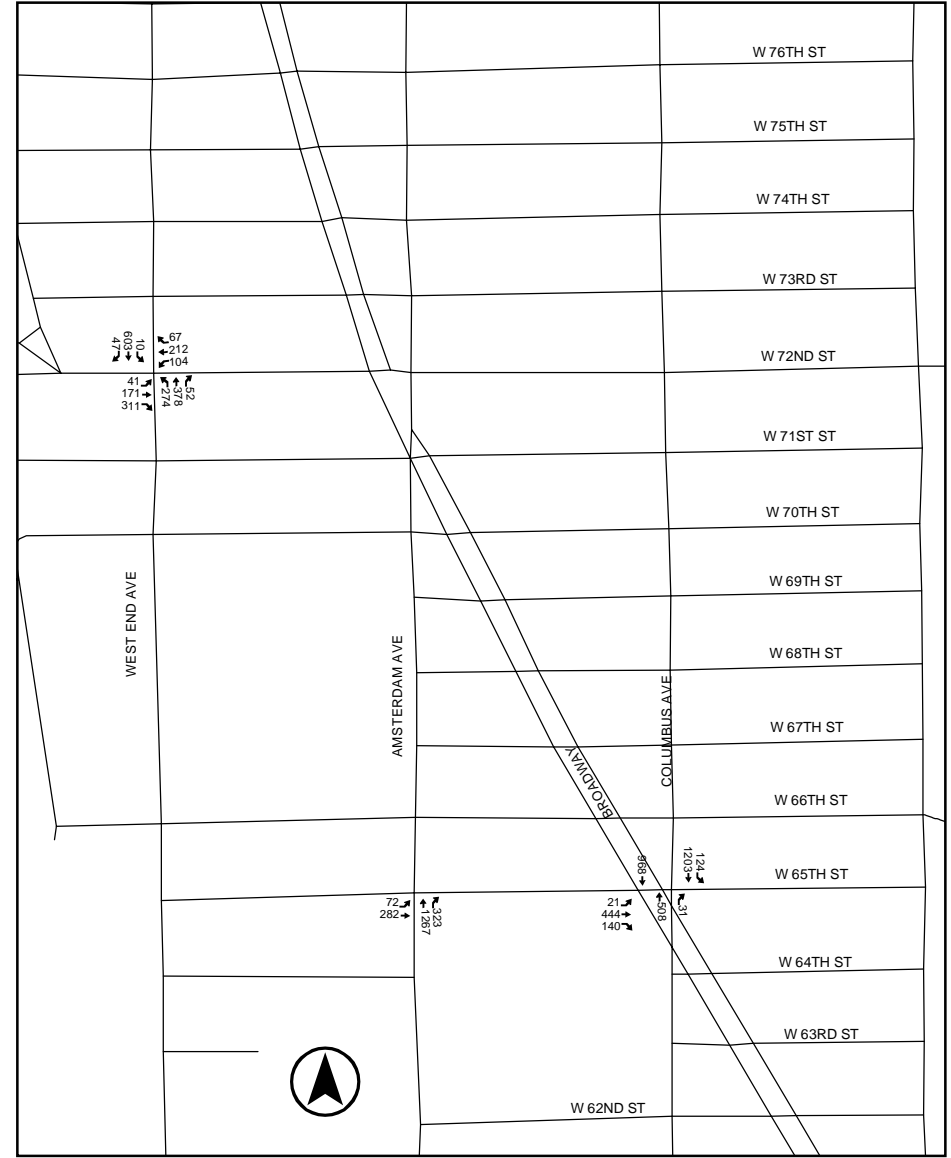 W 76TH ST
W 75TH ST
W 74TH ST
W 73RD ST
67
212
104
10
603
47
W 72ND ST
41
171
311
274
378
52
W 71ST ST
W 70TH ST
W 69TH ST
WEST END AVE
W 68TH ST
AMSTERDAM AVE
COLUMBUS AVE
W 67TH ST
BROADWAY
W 66TH ST
968
1203
124
W 65TH ST
72
282
1267
323
21
444
140
508
31
W 64TH ST
W 63RD ST
W 62ND ST